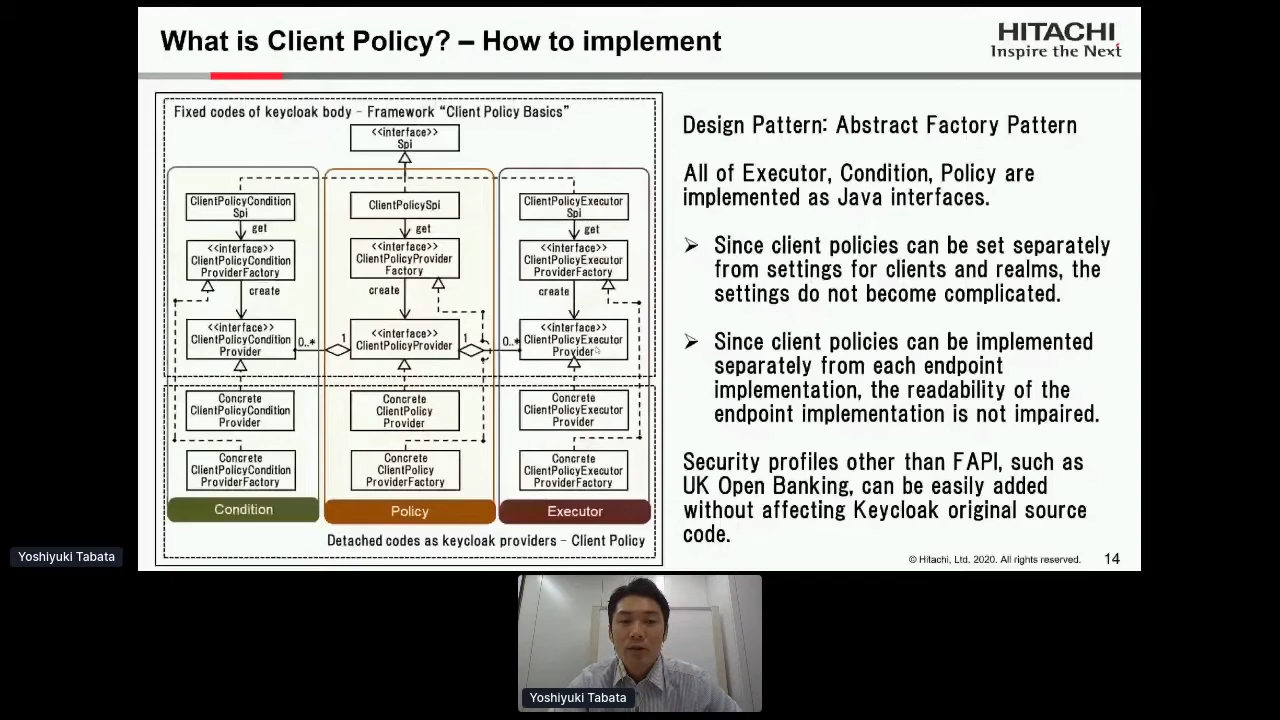 What is Client Policy? – How to implement
HITACHI
Inspire the Next
Fixed codes of keycloak body - Framework "Client Policy Basics"
<<interface>>
Spi
ClientPolicyCondition
Spi
ClientPolicySpi
ClientPolicyExecutor
Spi
get
get
get
<<interface>>
ClientPolicyCondition
ProviderFactory
<<interface>>
ClientPolicyProvider
Factory
<<interface>>
ClientPolicyExecutor
ProviderFactory
create
create
create
<<interface>>
ClientPolicyCondition
Provider
0..*
1
<<interface>>
ClientPolicyProvider
1
0..*
<<interface>>
ClientPolicyExecutor
Provider
Concrete
ClientPolicyCondition
Provider
Concrete
ClientPolicy
Provider
Concrete
ClientPolicyExecutor
Provider
Concrete
ClientPolicyCondition
ProviderFactory
Concrete
ClientPolicy
ProviderFactory
Concrete
ClientPolicyExecutor
ProviderFactory
Condition
Policy
Executor
Detached codes as keycloak providers - Client Policy
Design Pattern: Abstract Factory Pattern
All of Executor, Condition, Policy are
implemented as Java interfaces.
➢ Since client policies can be set separately
from settings for clients and realms, the
settings do not become complicated.
➢ Since client policies can be implemented
separately from each endpoint
implementation, the readability of the
endpoint implementation is not impaired.
Security profiles other than FAPI, such as
UK Open Banking, can be easily added
without affecting Keycloak original source
code.
© Hitachi, Ltd. 2020. All rights reserved.
14
Yoshiyuki Tabata
Yoshiyuki Tabata